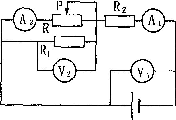 A₂ P R₂ A₁
R
R₁
V₂ V₁